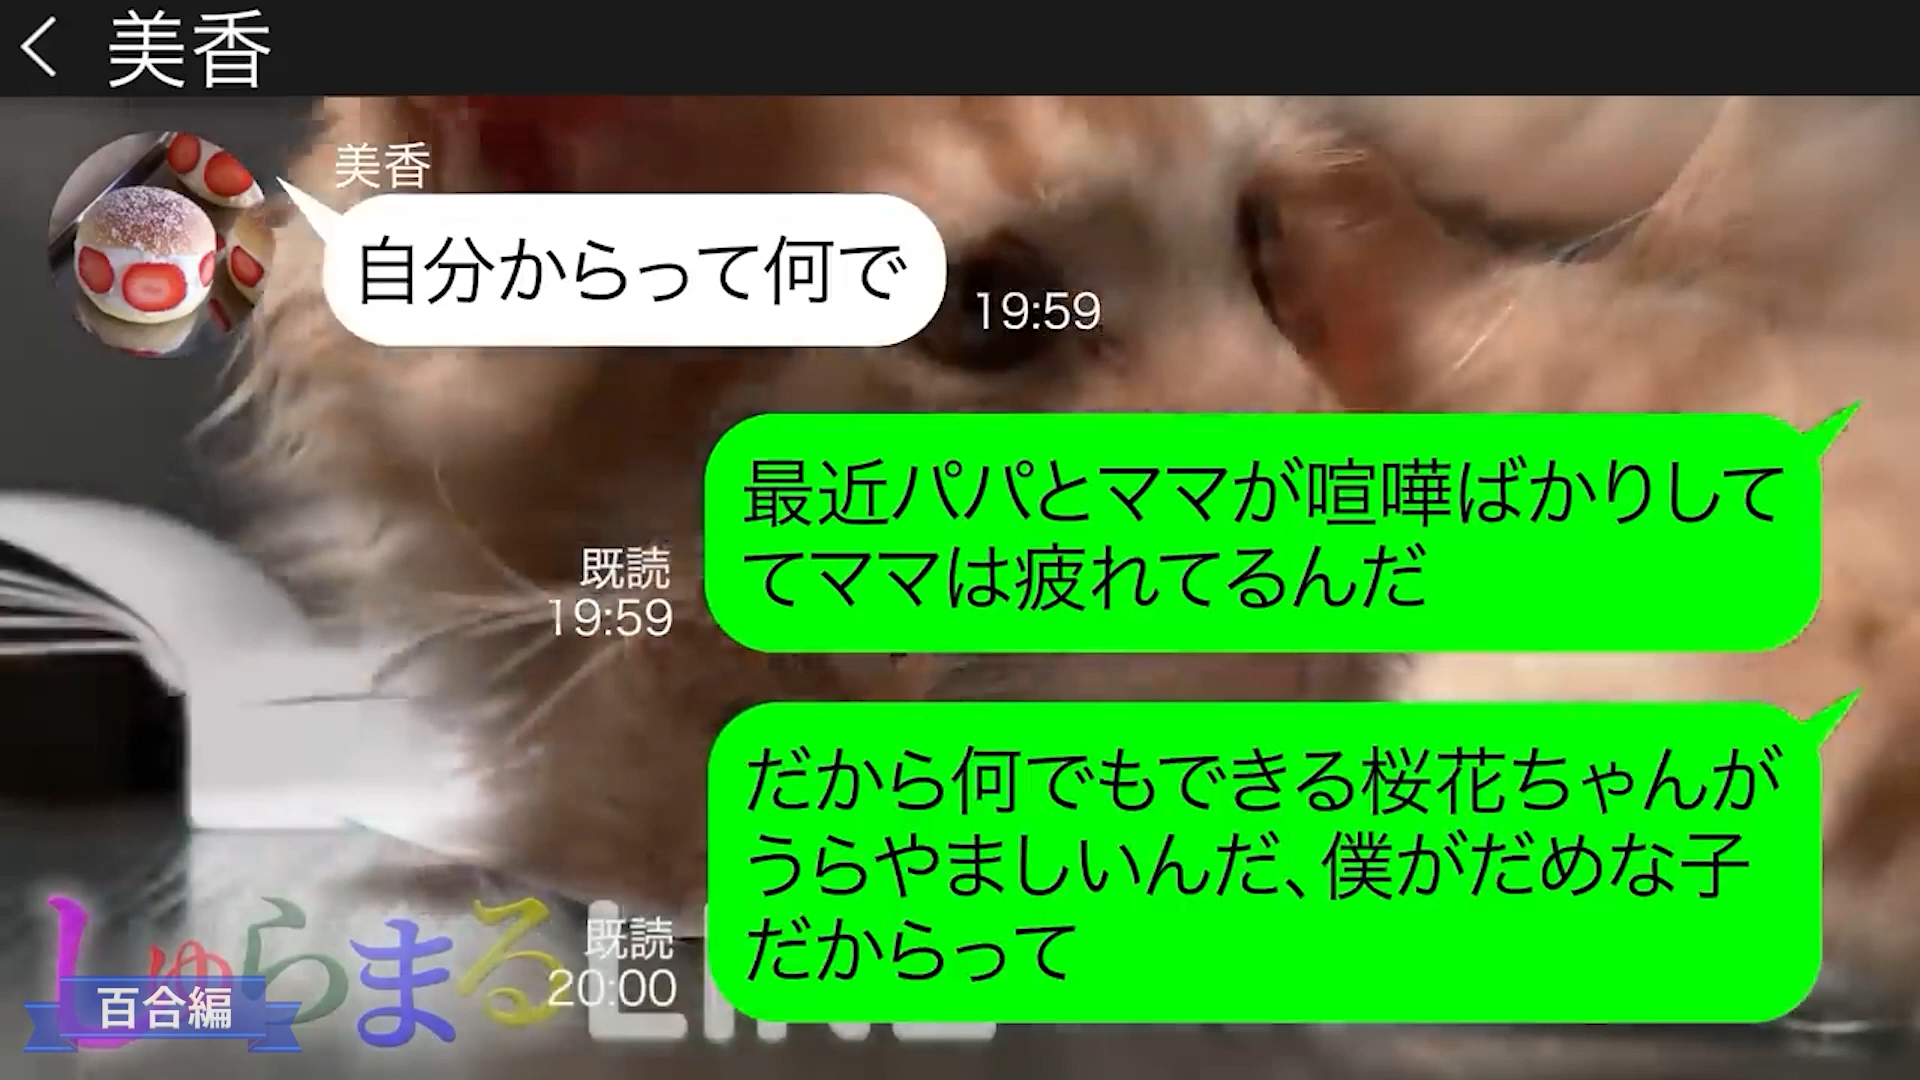 美香
美香
自分からって何で
19:59
最近パパとママが喧嘩ばかりして
てママは疲れてるんだ
既読
19:59
だから何でもできる桜花ちゃんが
うらやましいんだ、僕がだめな子
だからって
既読
20:00
しゅらまるLINE
百合編